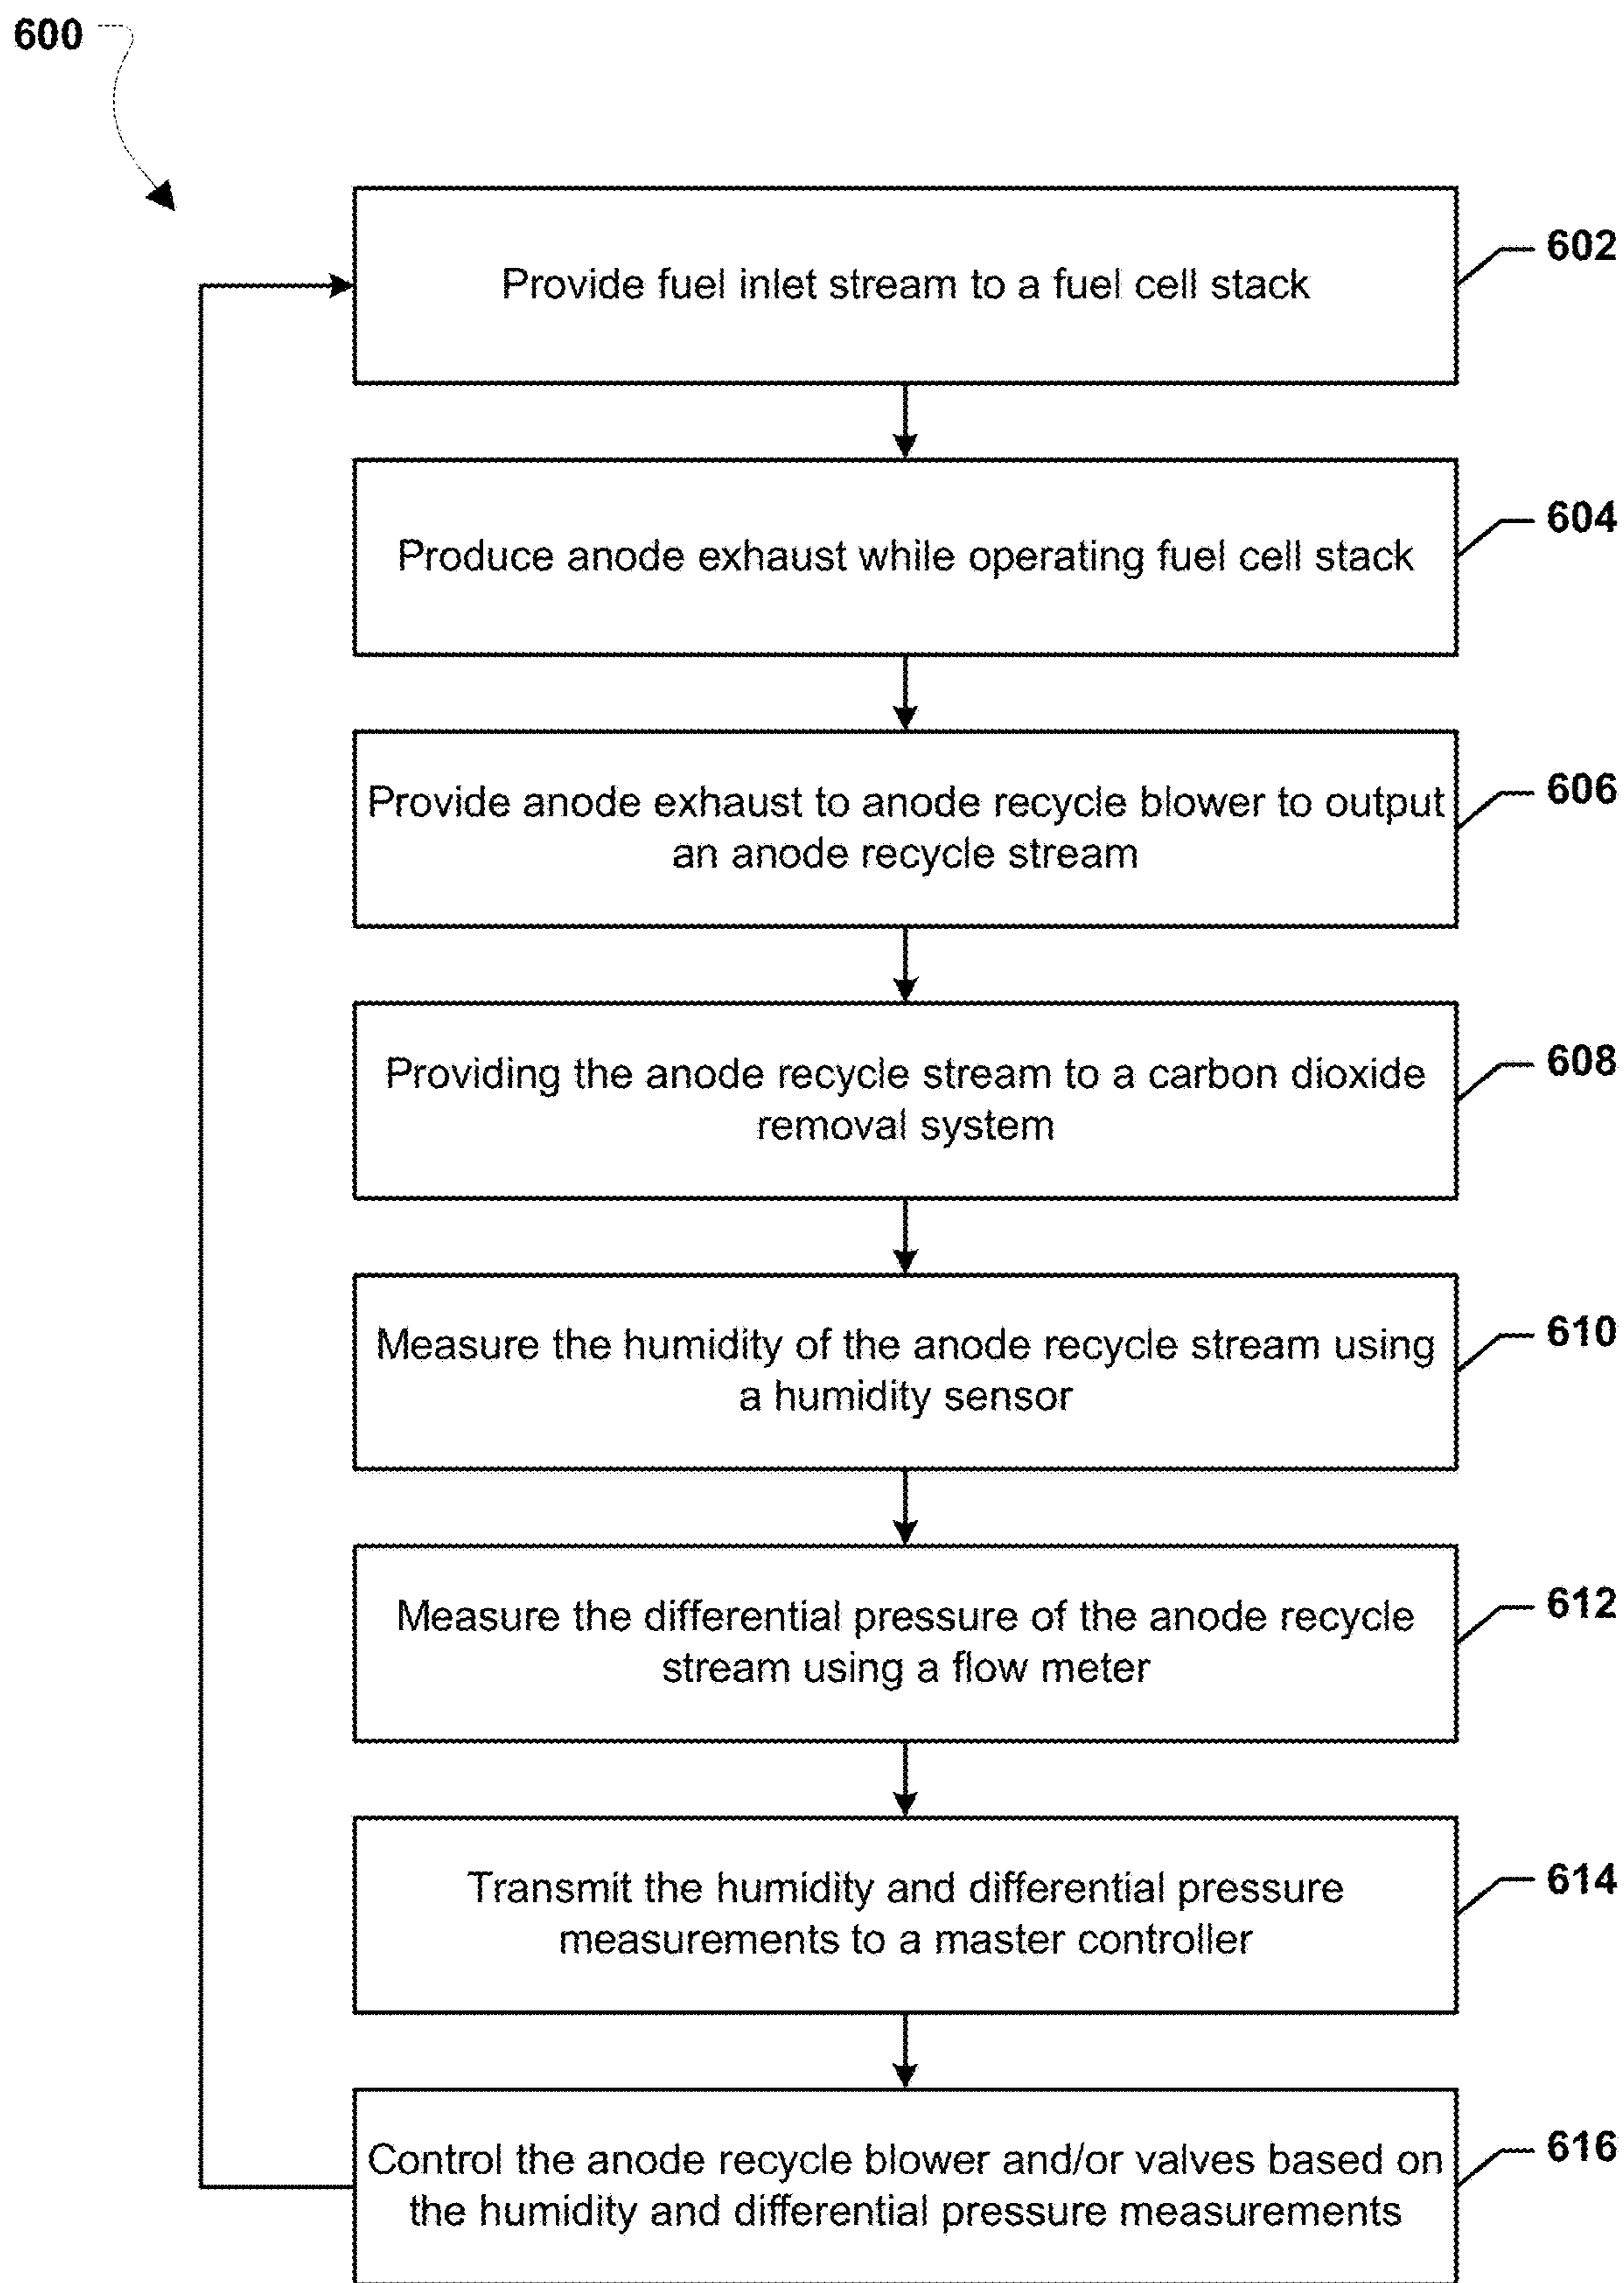 600
Provide fuel inlet stream to a fuel cell stack
602
Produce anode exhaust while operating fuel cell stack
604
Provide anode exhaust to anode recycle blower to output
an anode recycle stream
606
Providing the anode recycle stream to a carbon dioxide
removal system
608
Measure the humidity of the anode recycle stream using
a humidity sensor
610
Measure the differential pressure of the anode recycle
stream using a flow meter
612
Transmit the humidity and differential pressure
measurements to a master controller
614
Control the anode recycle blower and/or valves based on
the humidity and differential pressure measurements
616